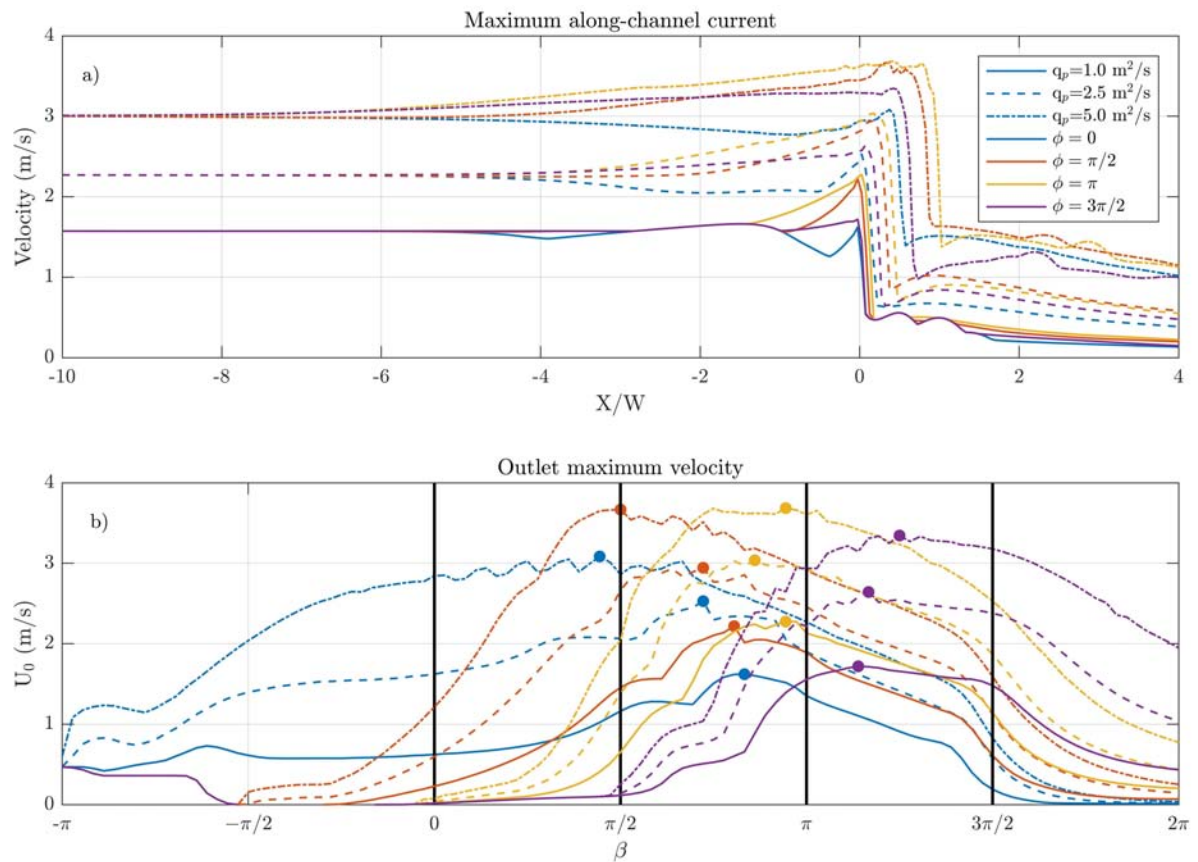 Maximum along-channel current
a)
Velocity (m/s)
4
3
2
1
0
-10
-8
-6
-4
-2
0
2
4
X/W
q_p=1.0 m²/s
q_p=2.5 m²/s
q_p=5.0 m²/s
ϕ = 0
ϕ = π/2
ϕ = π
ϕ = 3π/2
Outlet maximum velocity
b)
U₀ (m/s)
4
3
2
1
0
-π
−π/2
0
π/2
π
3π/2
2π
β